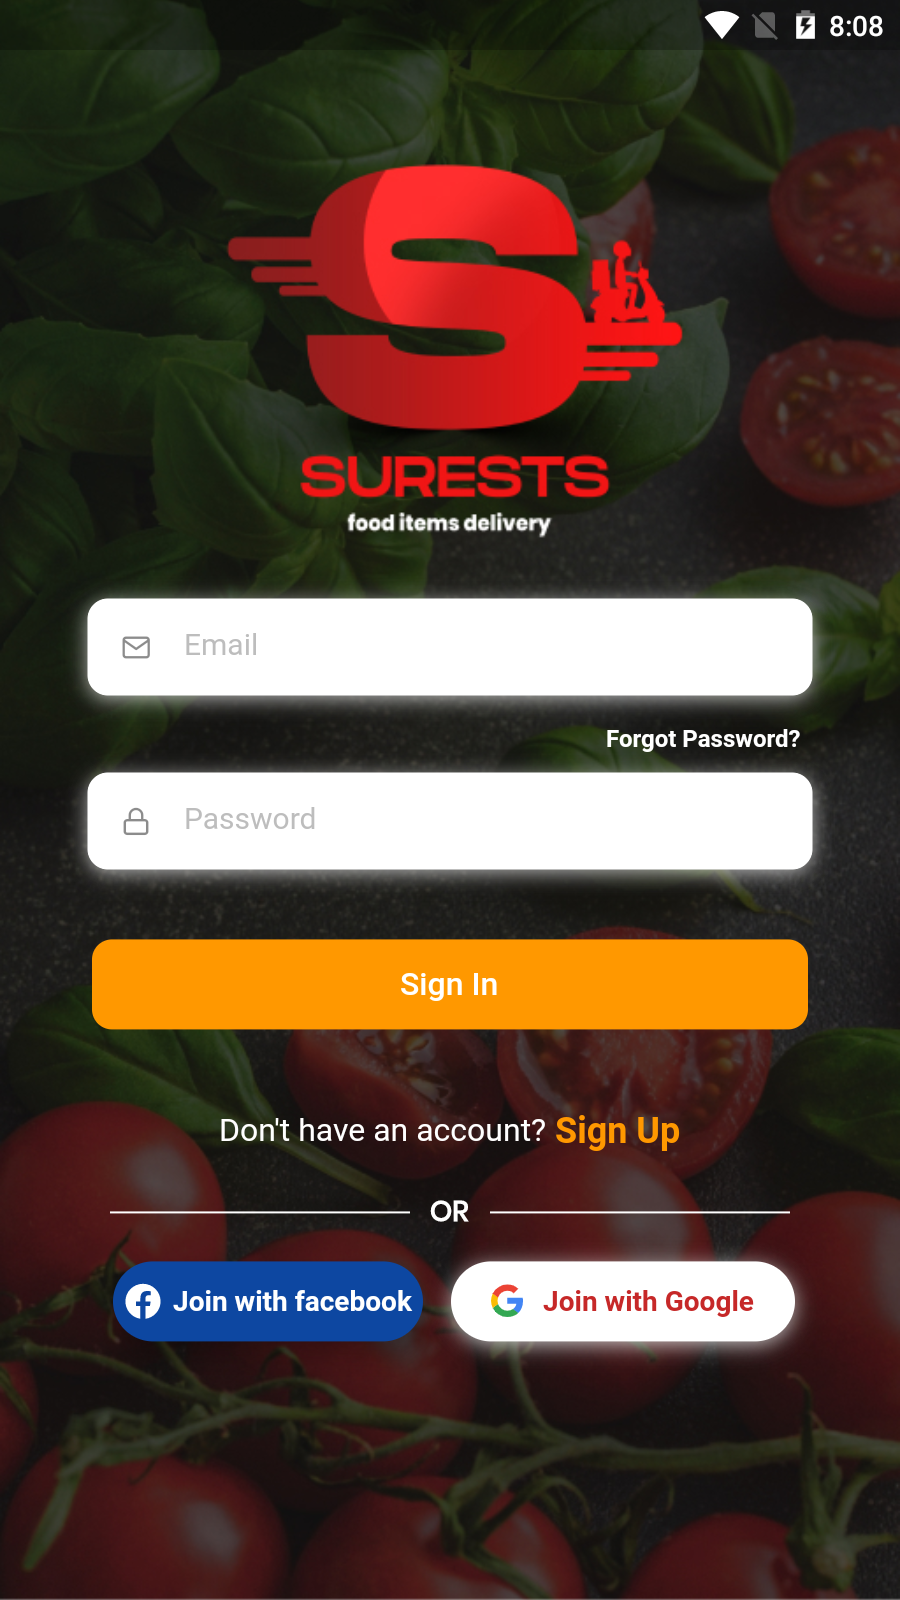 8:08
S
SURESTS
food items delivery
Email
Forgot Password?
Password
Sign In
Don't have an account? Sign Up
OR
Join with facebook
Join with Google